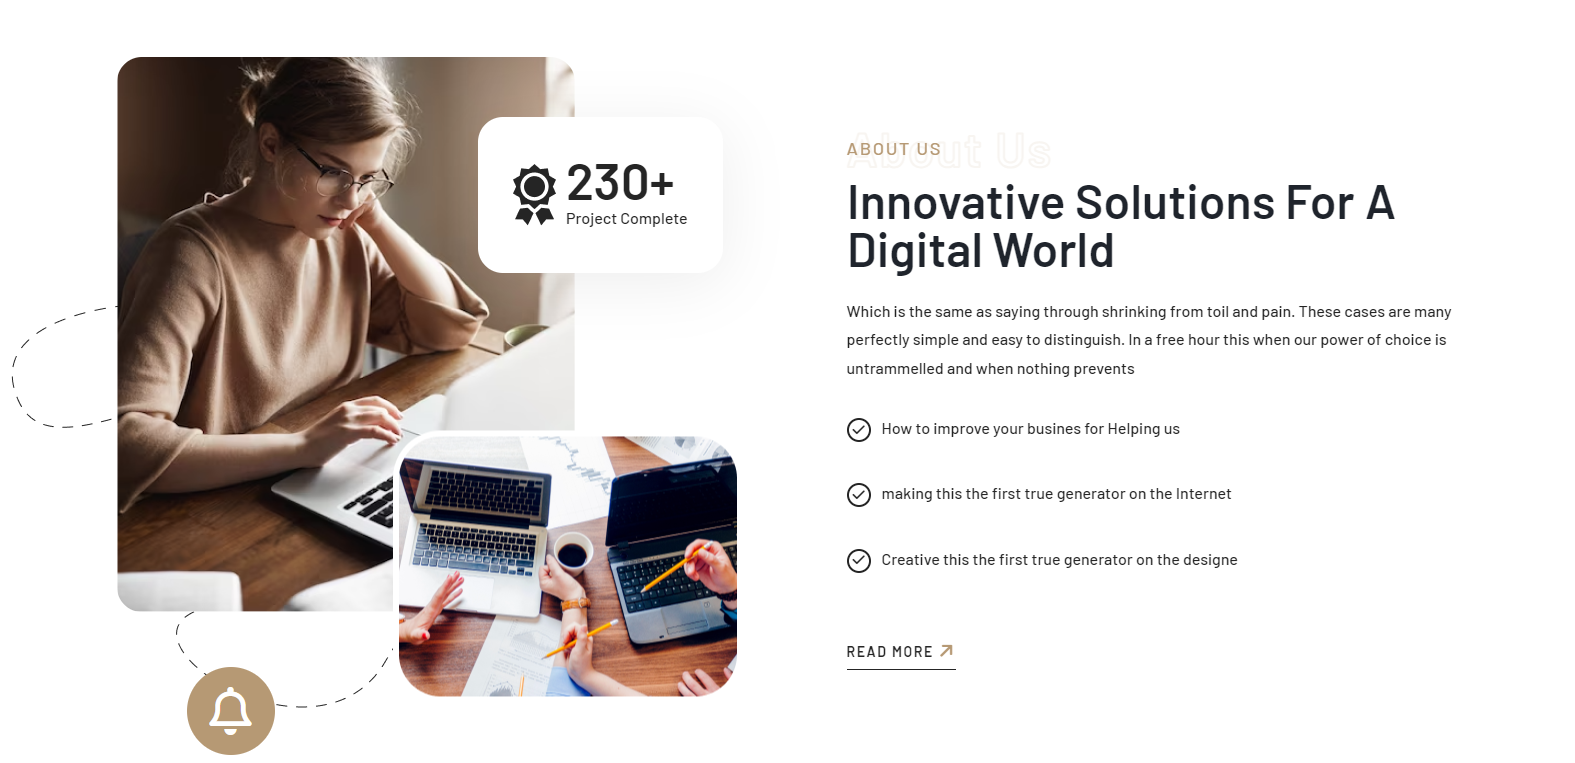 230+
Project Complete
About Us
ABOUT US
Innovative Solutions For A
Digital World
Which is the same as saying through shrinking from toil and pain. These cases are many
perfectly simple and easy to distinguish. In a free hour this when our power of choice is
untrammelled and when nothing prevents
How to improve your busines for Helping us
making this the first true generator on the Internet
Creative this the first true generator on the designe
READ MORE